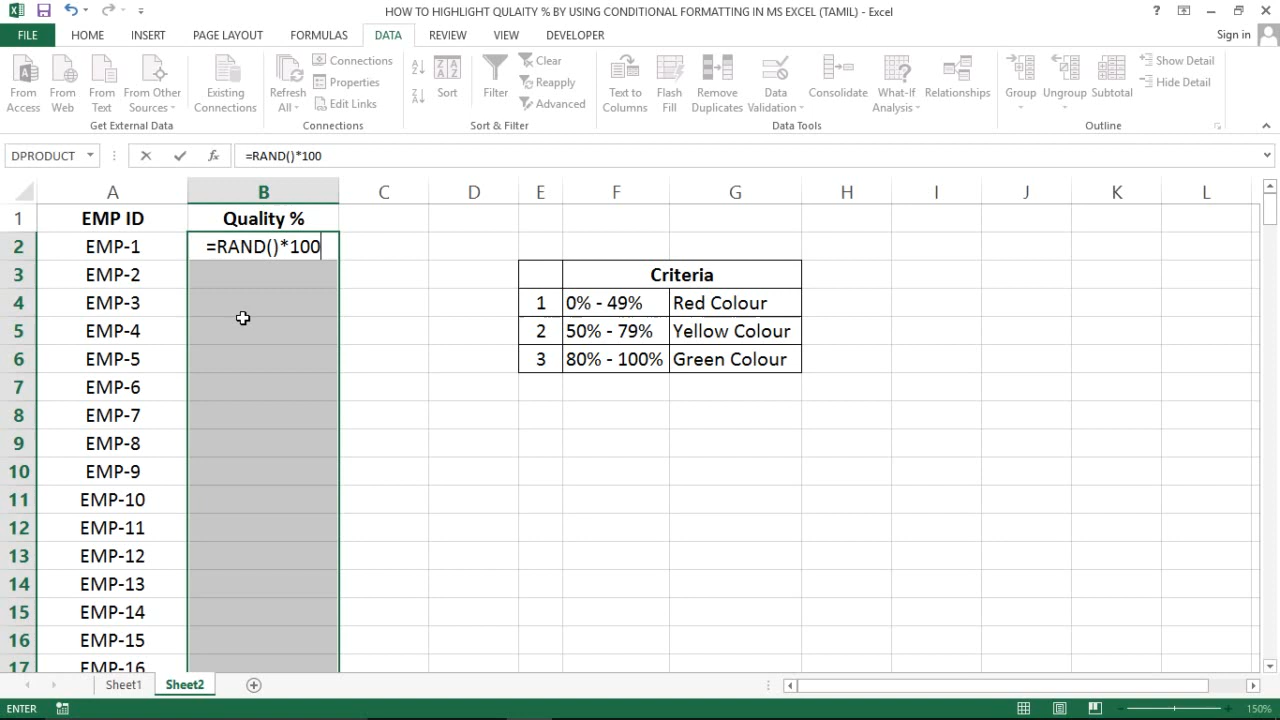 HOW TO HIGHLIGHT QULAITY % BY USING CONDITIONAL FORMATTING IN MS EXCEL (TAMIL) - Excel
FILE HOME INSERT PAGE LAYOUT FORMULAS DATA REVIEW VIEW DEVELOPER Sign in
From Access
From Web
From Text
From Other Sources
Get External Data
Existing Connections
Refresh All
Connections
Properties
Edit Links
Connections
Sort
Filter
Clear
Reapply
Advanced
Sort & Filter
Text to Columns
Flash Fill
Remove Duplicates
Data Validation
Consolidate
What-If Analysis
Relationships
Data Tools
Group
Ungroup
Subtotal
Show Detail
Hide Detail
Outline
DPRODUCT fx =RAND()*100
A B C D E F G H I J K L
1 EMP ID Quality %
2 EMP-1 =RAND()*100
3 EMP-2 Criteria
4 EMP-3 1 0% - 49% Red Colour
5 EMP-4 2 50% - 79% Yellow Colour
6 EMP-5 3 80% - 100% Green Colour
7 EMP-6
8 EMP-7
9 EMP-8
10 EMP-9
11 EMP-10
12 EMP-11
13 EMP-12
14 EMP-13
15 EMP-14
16 EMP-15
17 EMP-16
Sheet1 Sheet2
ENTER 150%